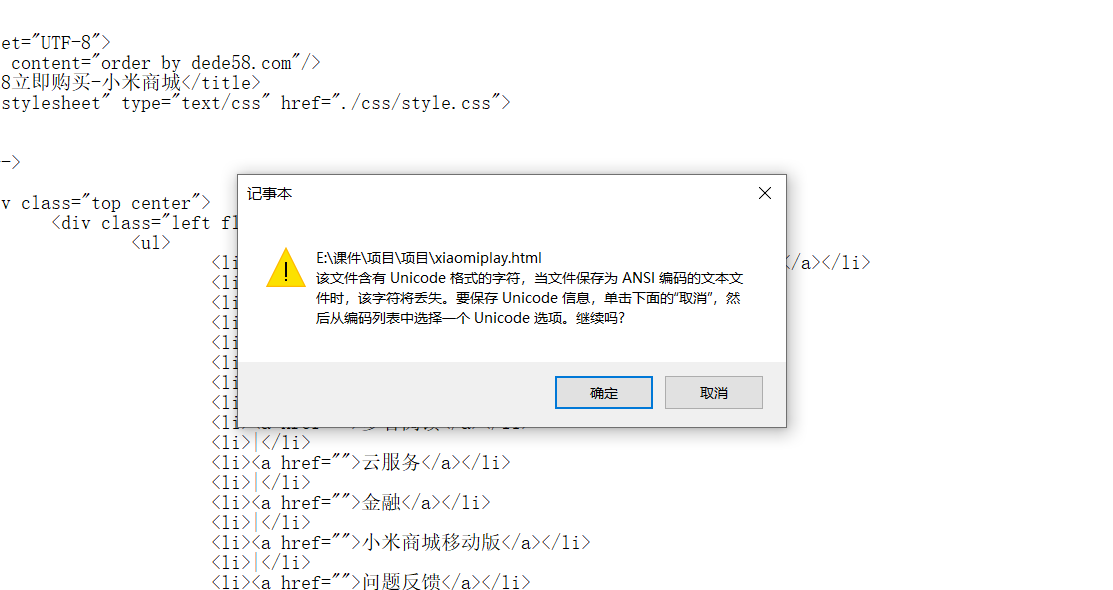 et="UTF-8">
content="order by dede58.com"/>
8立即购买-小米商城</title>
stylesheet" type="text/css" href="./css/style.css">
->
v class="top center">
<div class="left fl
<ul>
<li
/a></li>
<li
<li
<li
<li
<li
<li
<li
记事本
E:\课件\项目\项目\xiaomiplay.html
该文件含有 Unicode 格式的字符，当文件保存为 ANSI 编码的文本文
件时，该字符将丢失。要保存 Unicode 信息，单击下面的“取消”，然
后从编码列表中选择一个 Unicode 选项。继续吗?
确定
取消
<li>
<li>|</li>
<li><a href="">云服务</a></li>
<li>|</li>
<li><a href="">金融</a></li>
<li>|</li>
<li><a href="">小米商城移动版</a></li>
<li>|</li>
<li><a href="">问题反馈</a></li>